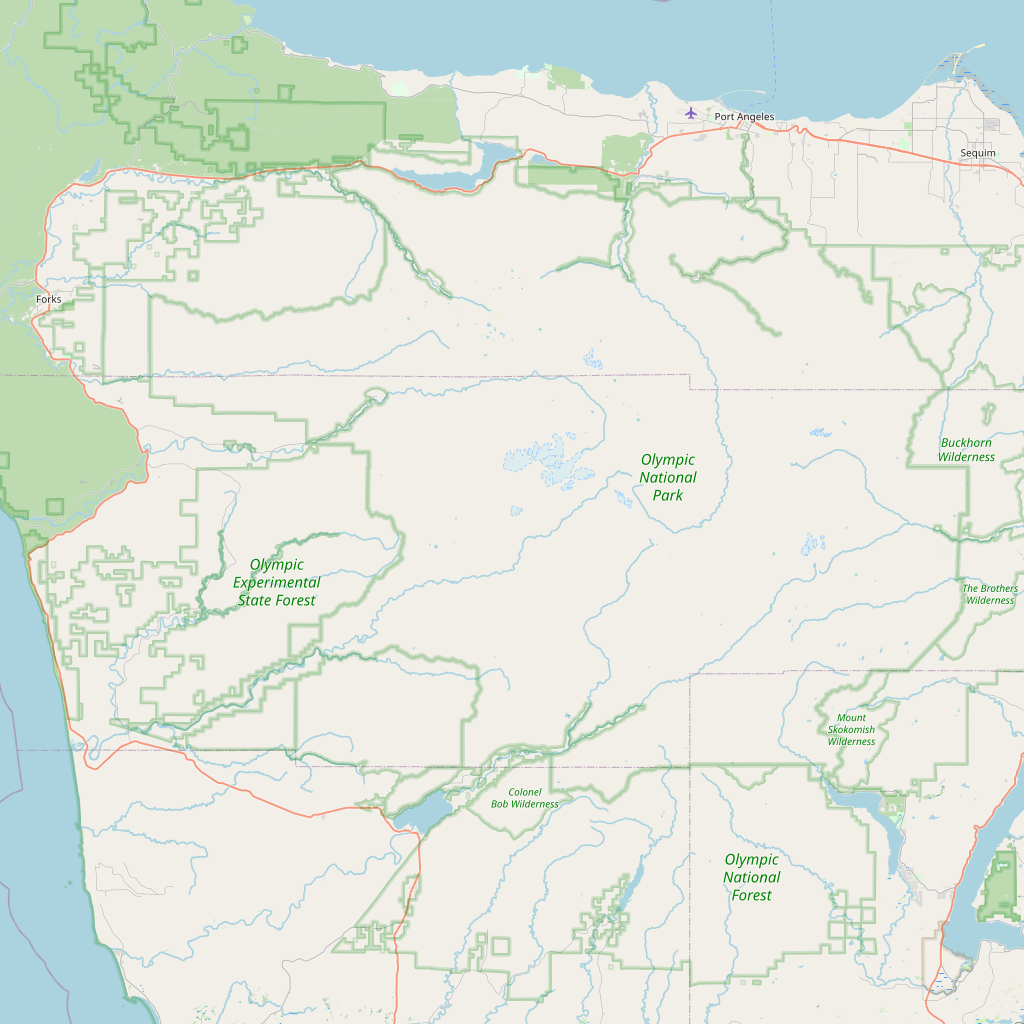 Port Angeles
Sequim
Forks
Buckhorn
Wilderness
Olympic
National
Park
Olympic
Experimental
State Forest
The Brothers
Wilderness
Mount
Skokomish
Wilderness
Colonel
Bob Wilderness
Olympic
National
Forest